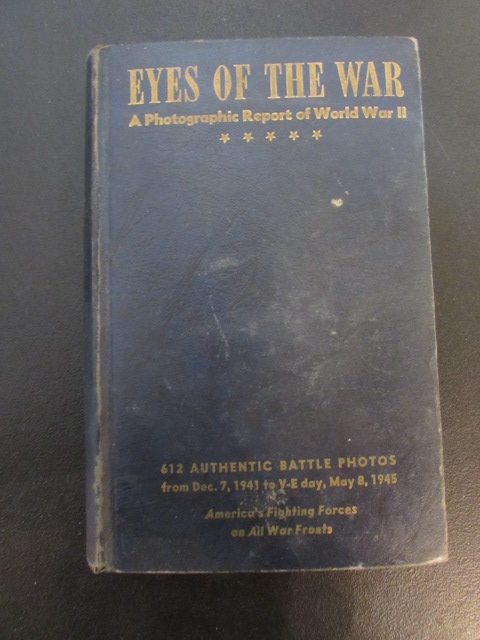 EYES OF THE WAR
A Photographic Report of World War II
612 AUTHENTIC BATTLE PHOTOS
from Dec. 7, 1941 to V-E day, May 8, 1945
America's Fighting Forces
on All War Fronts